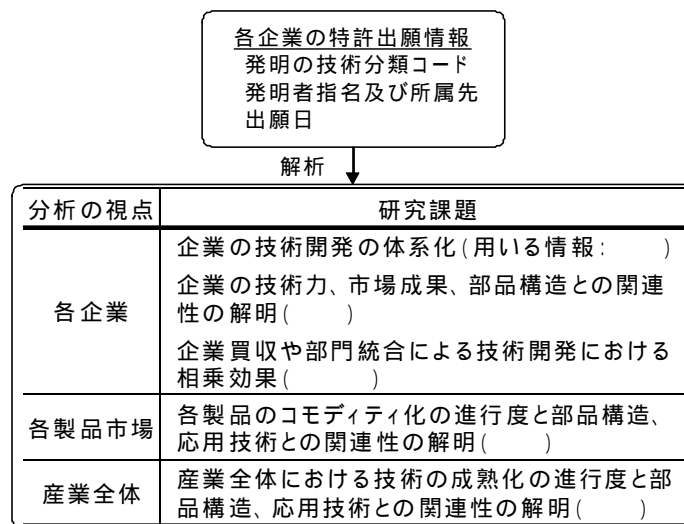 各企業の特許出願情報
発明の技術分類コード
発明者指名及び所属先
出願日
解析
分析の視点 研究課題
企業の技術開発の体系化(用いる情報: )
企業の技術力、市場成果、部品構造との関連
性の解明( )
各企業
企業買収や部門統合による技術開発における
相乗効果( )
各製品市場
各製品のコモディティ化の進行度と部品構造、
応用技術との関連性の解明( )
産業全体
産業全体における技術の成熟化の進行度と部
品構造、応用技術との関連性の解明( )